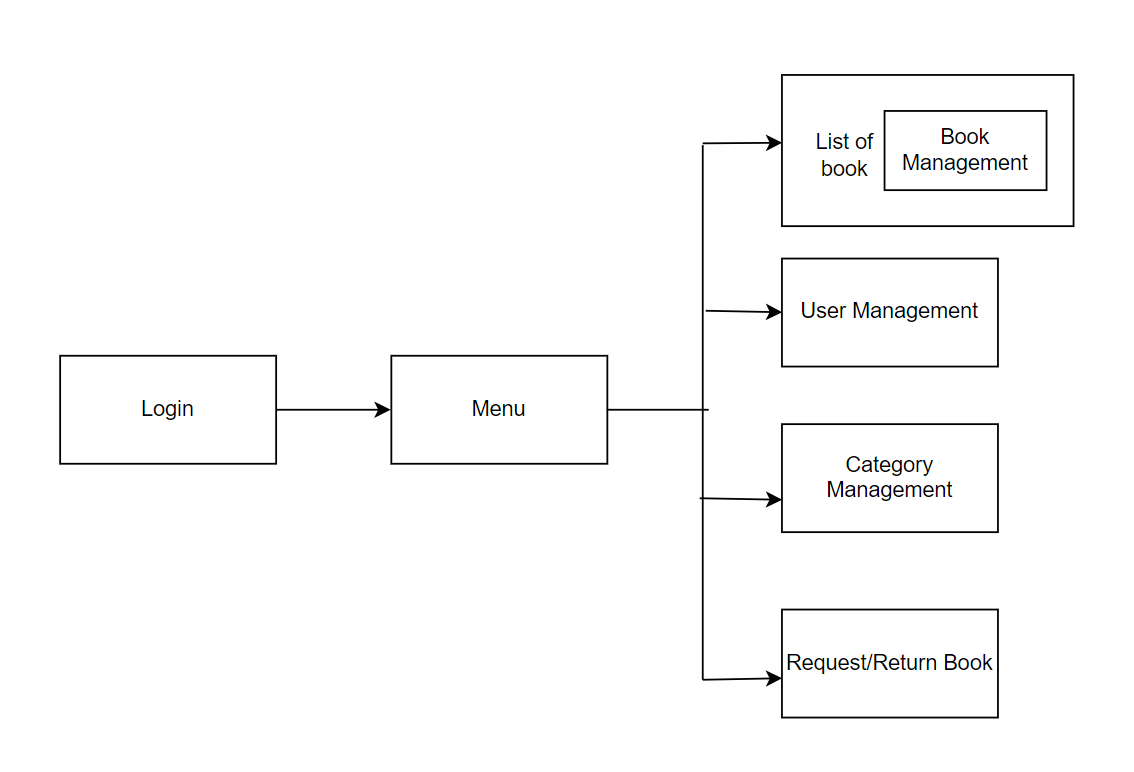 List of
book
Book
Management
User Management
Login
Menu
Category
Management
Request/Return Book